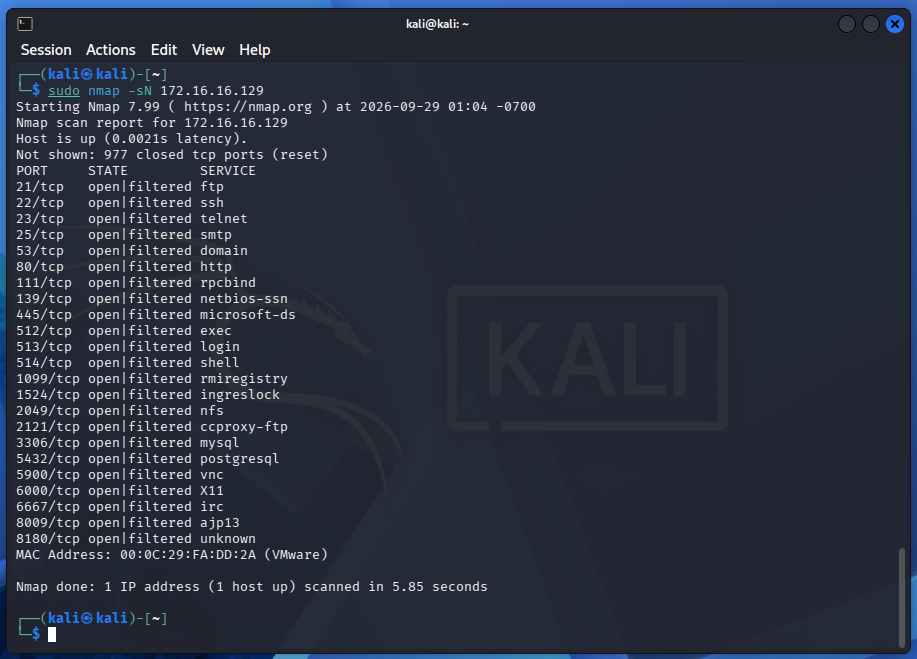 kali@kali: ~
Session Actions Edit View Help
┌──(kali㉿kali)-[~]
└─$ sudo nmap -sN 172.16.16.129
Starting Nmap 7.99 ( https://nmap.org ) at 2026-09-29 01:04 -0700
Nmap scan report for 172.16.16.129
Host is up (0.0021s latency).
Not shown: 977 closed tcp ports (reset)
PORT     STATE         SERVICE
21/tcp   open|filtered ftp
22/tcp   open|filtered ssh
23/tcp   open|filtered telnet
25/tcp   open|filtered smtp
53/tcp   open|filtered domain
80/tcp   open|filtered http
111/tcp  open|filtered rpcbind
139/tcp  open|filtered netbios-ssn
445/tcp  open|filtered microsoft-ds
512/tcp  open|filtered exec
513/tcp  open|filtered login
514/tcp  open|filtered shell
1099/tcp open|filtered rmiregistry
1524/tcp open|filtered ingreslock
2049/tcp open|filtered nfs
2121/tcp open|filtered ccproxy-ftp
3306/tcp open|filtered mysql
5432/tcp open|filtered postgresql
5900/tcp open|filtered vnc
6000/tcp open|filtered X11
6667/tcp open|filtered irc
8009/tcp open|filtered ajp13
8180/tcp open|filtered unknown
MAC Address: 00:0C:29:FA:DD:2A (VMware)
Nmap done: 1 IP address (1 host up) scanned in 5.85 seconds
┌──(kali㉿kali)-[~]
└─$
KALI